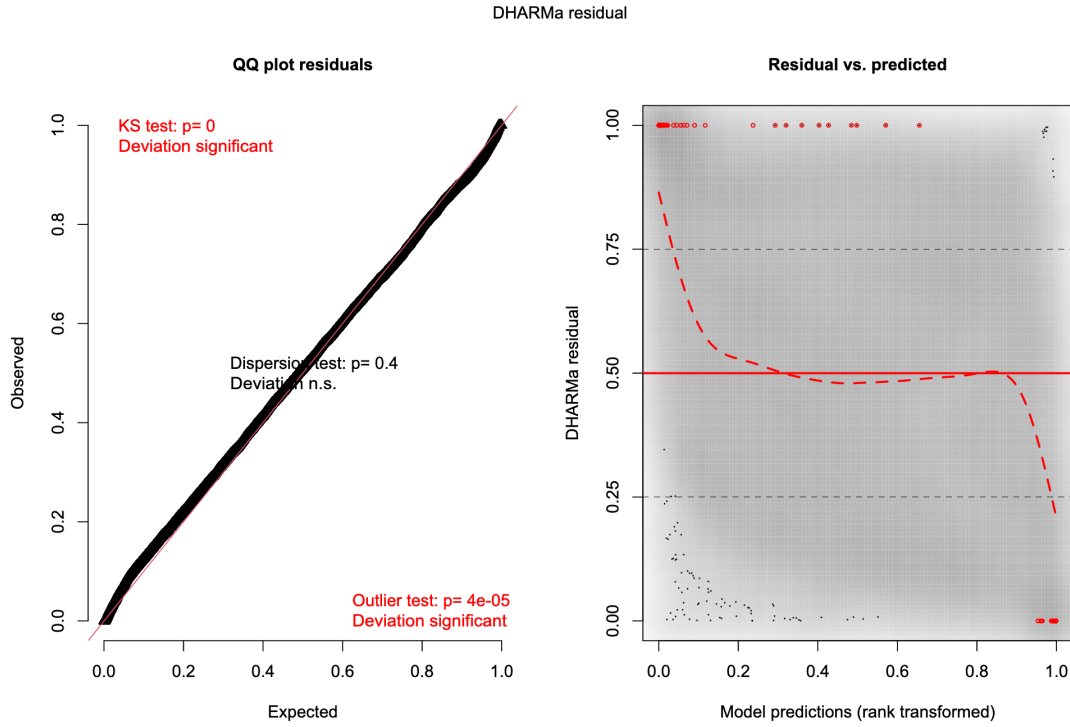 DHARMa residual
QQ plot residuals
KS test: p= 0
Deviation significant
Dispersion test: p= 0.4
Deviation n.s.
Outlier test: p= 4e-05
Deviation significant
Observed
0.0
0.2
0.4
0.6
0.8
1.0
0.0 0.2 0.4 0.6 0.8 1.0
Expected
Residual vs. predicted
DHARMa residual
0.00
0.25
0.50
0.75
1.00
0.0 0.2 0.4 0.6 0.8 1.0
Model predictions (rank transformed)